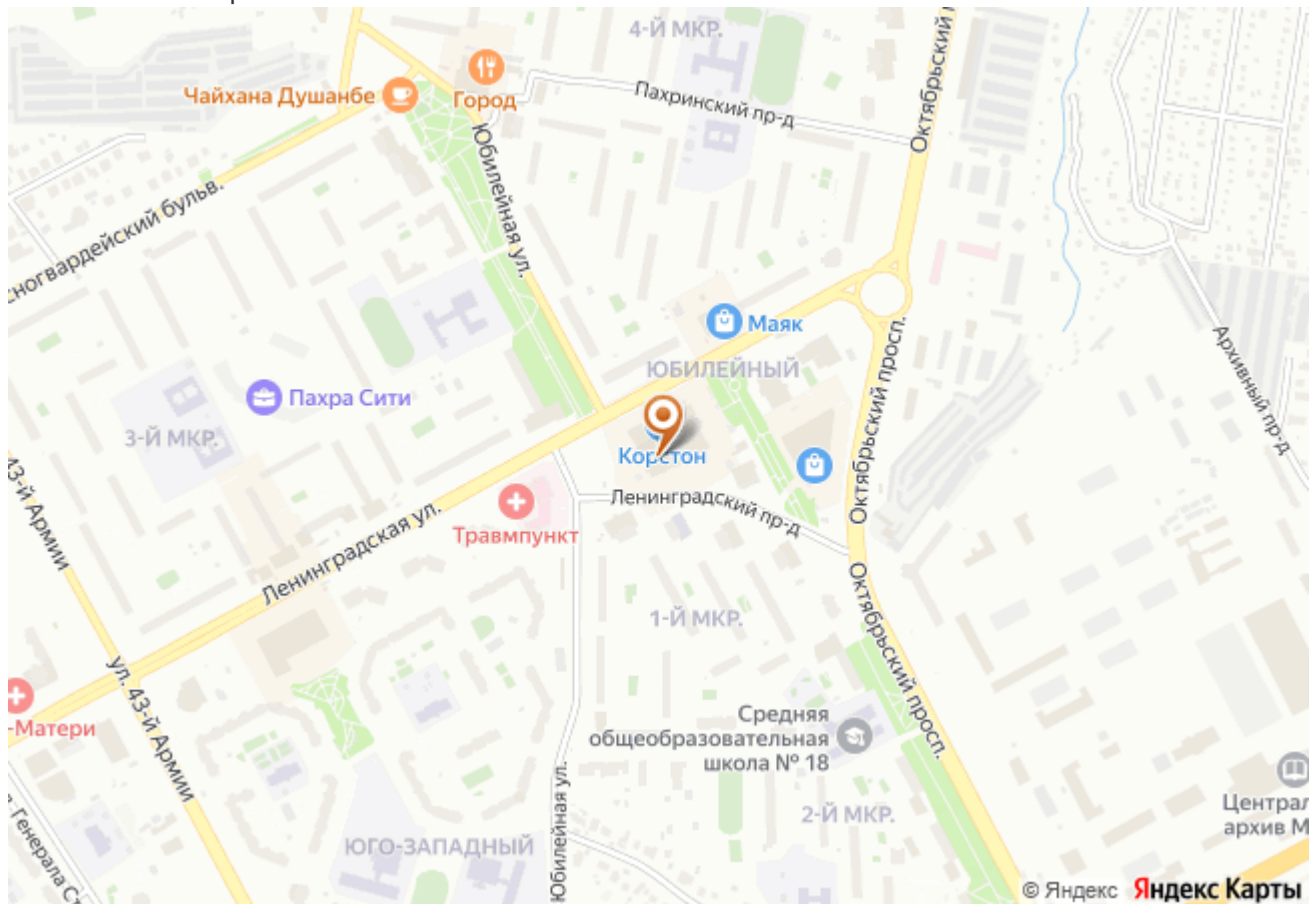 4-Й МКР.
Октябрьский
Чайхана Душанбе
Город
Пахринский пр-д
Юбилейная ул.
сногвардейский бульв.
Маяк
ЮБИЛЕЙНЫЙ
Октябрьский просп.
Архивный пр-д
Пахра Сити
3-Й МКР.
Корстон
43-й Армии
Ленинградский пр-д
Травмпункт
Ленинградская ул.
Октябрьский просп.
1-Й МКР.
ул. 43-й Армии
-Матери
Средняя
общеобразовательная
школа № 18
Юбилейная ул.
2-Й МКР.
Централ
архив М
Генерала Ст
ЮГО-ЗАПАДНЫЙ
© Яндекс Яндекс Карты